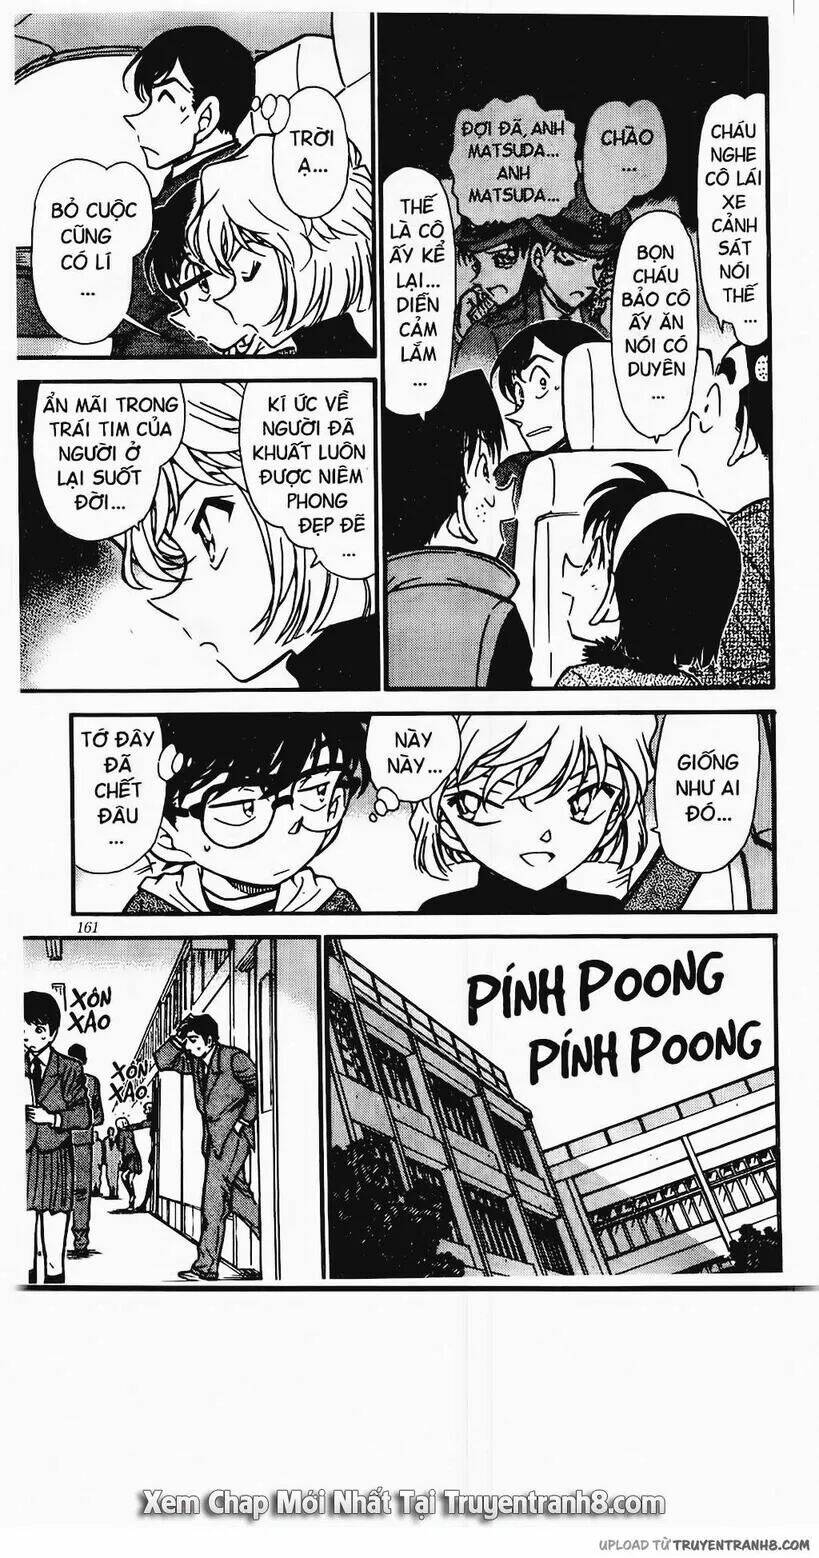 CHÁU
NGHE
CÔ LÁI
XE
CẢNH
SÁT
NÓI
THẾ
...
CHÀO
...
ĐỢI ĐÃ, ANH
MATSUDA...
ANH
MATSUDA...
BỌN
CHÁU
BẢO CÔ
ẤY ĂN
NÓI CÓ
DUYÊN
...
THẾ
LÀ CÔ
ẤY KỂ
LẠI...
DIỄN
CẢM
LẮM
...
TRỜI
Ạ...
BỎ CUỘC
CŨNG
CÓ LÍ
...
KÍ ỨC VỀ
NGƯỜI ĐÃ
KHUẤT LUÔN
ĐƯỢC NIÊM
PHONG
ĐẸP ĐẼ
...
ẨN MÃI TRONG
TRÁI TIM CỦA
NGƯỜI Ở
LẠI SUỐT
ĐỜI...
GIỐNG
NHƯ AI
ĐÓ...
NÀY
NÀY...
TỚ ĐÂY
ĐÃ
CHẾT
ĐÂU
...
161
PÍNH POONG
PÍNH POONG
XÔN
XAO
XÔN
XAO
Xem Chap Mới Nhất Tại Truyentranh8.com
UPLOAD TỪ TRUYENTRANH8.COM